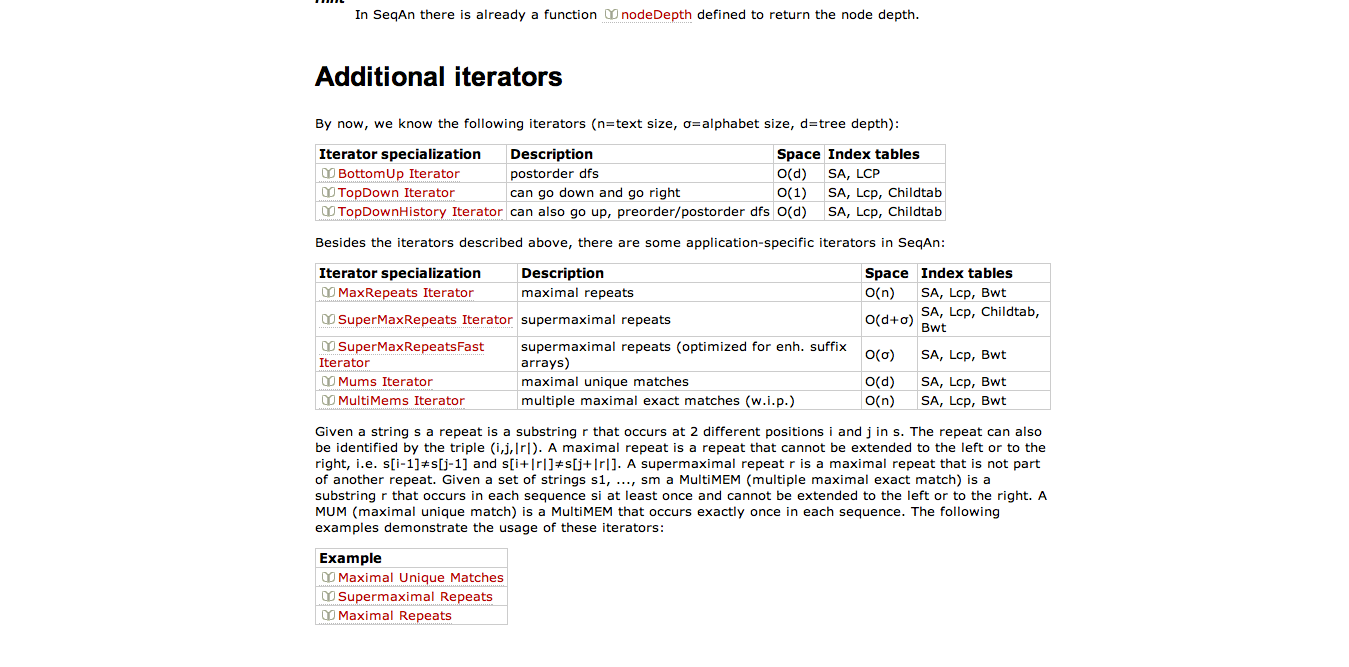 Hint
In SeqAn there is already a function nodeDepth defined to return the node depth.
Additional iterators
By now, we know the following iterators (n=text size, σ=alphabet size, d=tree depth):
Iterator specialization Description Space Index tables
BottomUp Iterator postorder dfs O(d) SA, LCP
TopDown Iterator can go down and go right O(1) SA, Lcp, Childtab
TopDownHistory Iterator can also go up, preorder/postorder dfs O(d) SA, Lcp, Childtab
Besides the iterators described above, there are some application-specific iterators in SeqAn:
Iterator specialization Description Space Index tables
MaxRepeats Iterator maximal repeats O(n) SA, Lcp, Bwt
SuperMaxRepeats Iterator supermaximal repeats O(d+σ) SA, Lcp, Childtab,
Bwt
SuperMaxRepeatsFast supermaximal repeats (optimized for enh. suffix
Iterator arrays) O(σ) SA, Lcp, Bwt
Mums Iterator maximal unique matches O(d) SA, Lcp, Bwt
MultiMems Iterator multiple maximal exact matches (w.i.p.) O(n) SA, Lcp, Bwt
Given a string s a repeat is a substring r that occurs at 2 different positions i and j in s. The repeat can also
be identified by the triple (i,j,|r|). A maximal repeat is a repeat that cannot be extended to the left or to the
right, i.e. s[i-1]≠s[j-1] and s[i+|r|]≠s[j+|r|]. A supermaximal repeat r is a maximal repeat that is not part
of another repeat. Given a set of strings s1, ..., sm a MultiMEM (multiple maximal exact match) is a
substring r that occurs in each sequence si at least once and cannot be extended to the left or to the right. A
MUM (maximal unique match) is a MultiMEM that occurs exactly once in each sequence. The following
examples demonstrate the usage of these iterators:
Example
Maximal Unique Matches
Supermaximal Repeats
Maximal Repeats